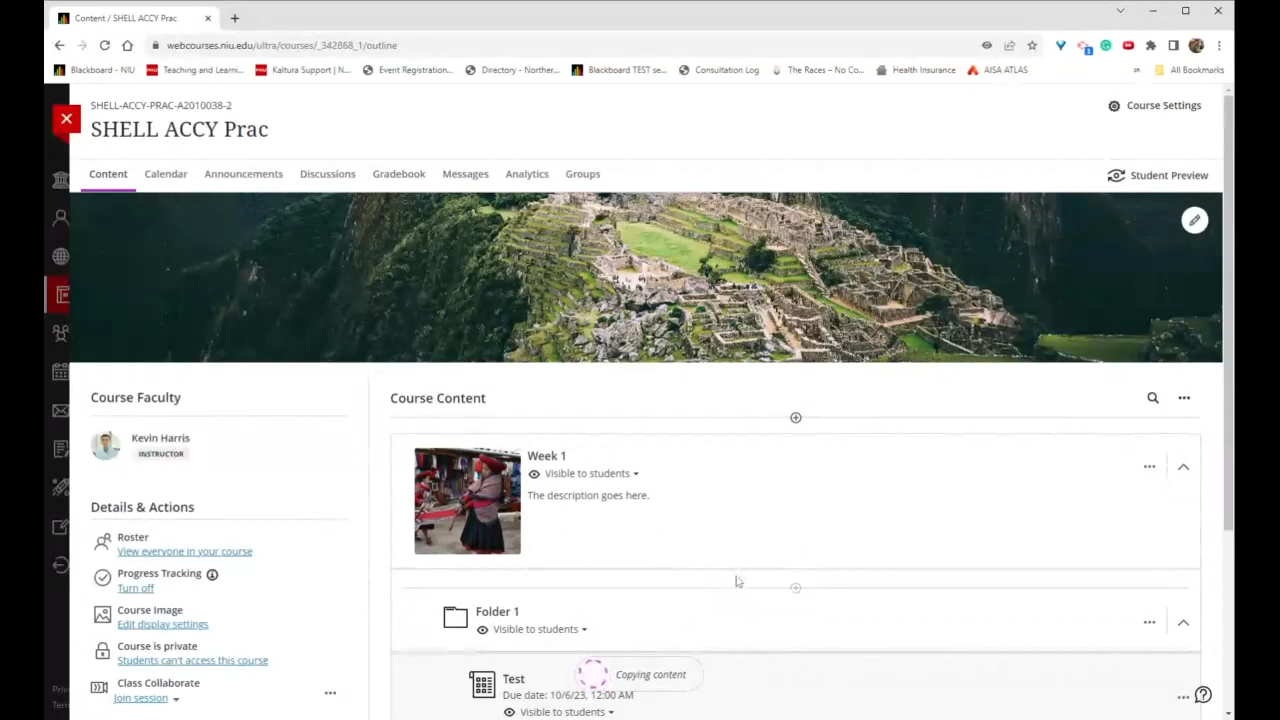 Content / SHELL ACCY Prac
webcourses.niu.edu/ultra/courses/_342868_1/outline
Blackboard - NIU
Teaching and Learni...
Kaltura Support | N...
Event Registration...
Directory - Norther...
Blackboard TEST se...
Consultation Log
The Races – No Co...
Health Insurance
AISA ATLAS
All Bookmarks
SHELL-ACCY-PRAC-A2010038-2
SHELL ACCY Prac
Course Settings
Content
Calendar
Announcements
Discussions
Gradebook
Messages
Analytics
Groups
Student Preview
Course Faculty
Kevin Harris
INSTRUCTOR
Details & Actions
Roster
View everyone in your course
Progress Tracking
Turn off
Course Image
Edit display settings
Course is private
Students can't access this course
Class Collaborate
Join session
Course Content
Week 1
Visible to students
The description goes here.
Folder 1
Visible to students
Test
Due date: 10/6/23, 12:00 AM
Visible to students
Copying content